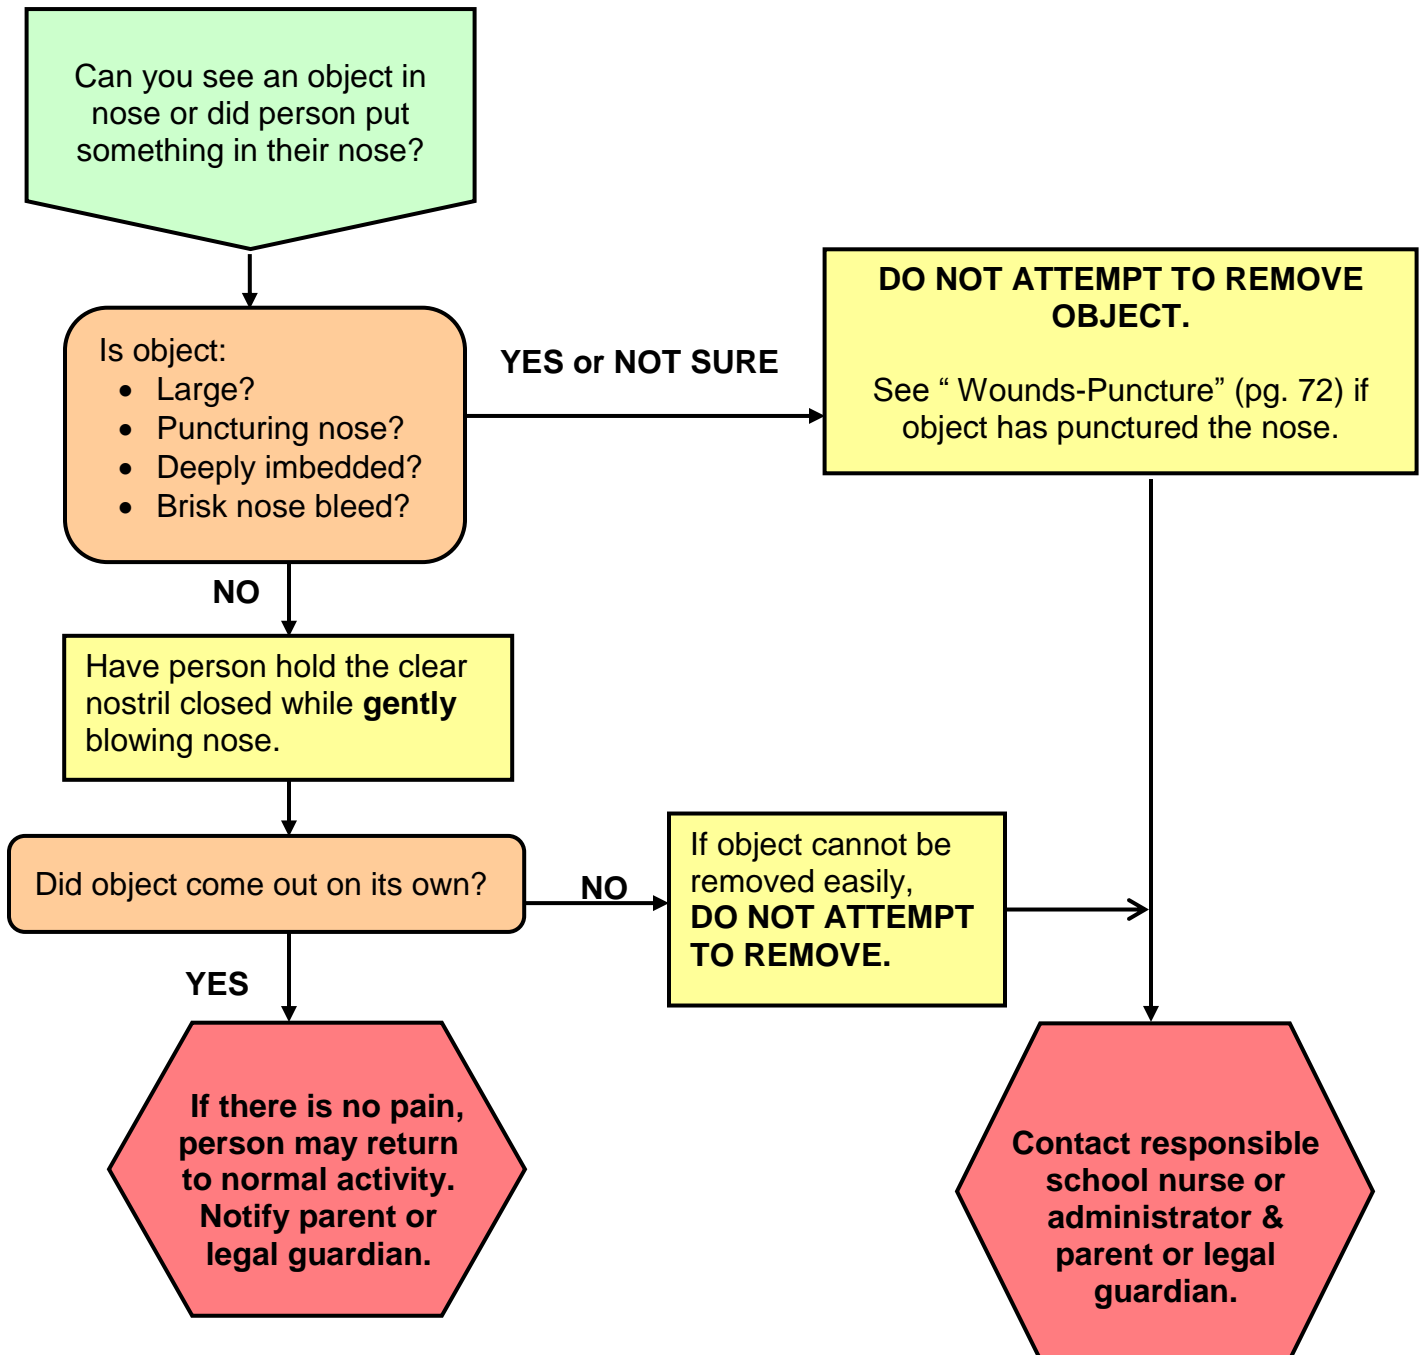 Can you see an object in
nose or did person put
something in their nose?
Is object:
• Large?
• Puncturing nose?
• Deeply imbedded?
• Brisk nose bleed?
YES or NOT SURE
DO NOT ATTEMPT TO REMOVE
OBJECT.
See “ Wounds-Puncture” (pg. 72) if
object has punctured the nose.
NO
Have person hold the clear
nostril closed while gently
blowing nose.
Did object come out on its own?
NO
If object cannot be
removed easily,
DO NOT ATTEMPT
TO REMOVE.
YES
If there is no pain,
person may return
to normal activity.
Notify parent or
legal guardian.
Contact responsible
school nurse or
administrator &
parent or legal
guardian.